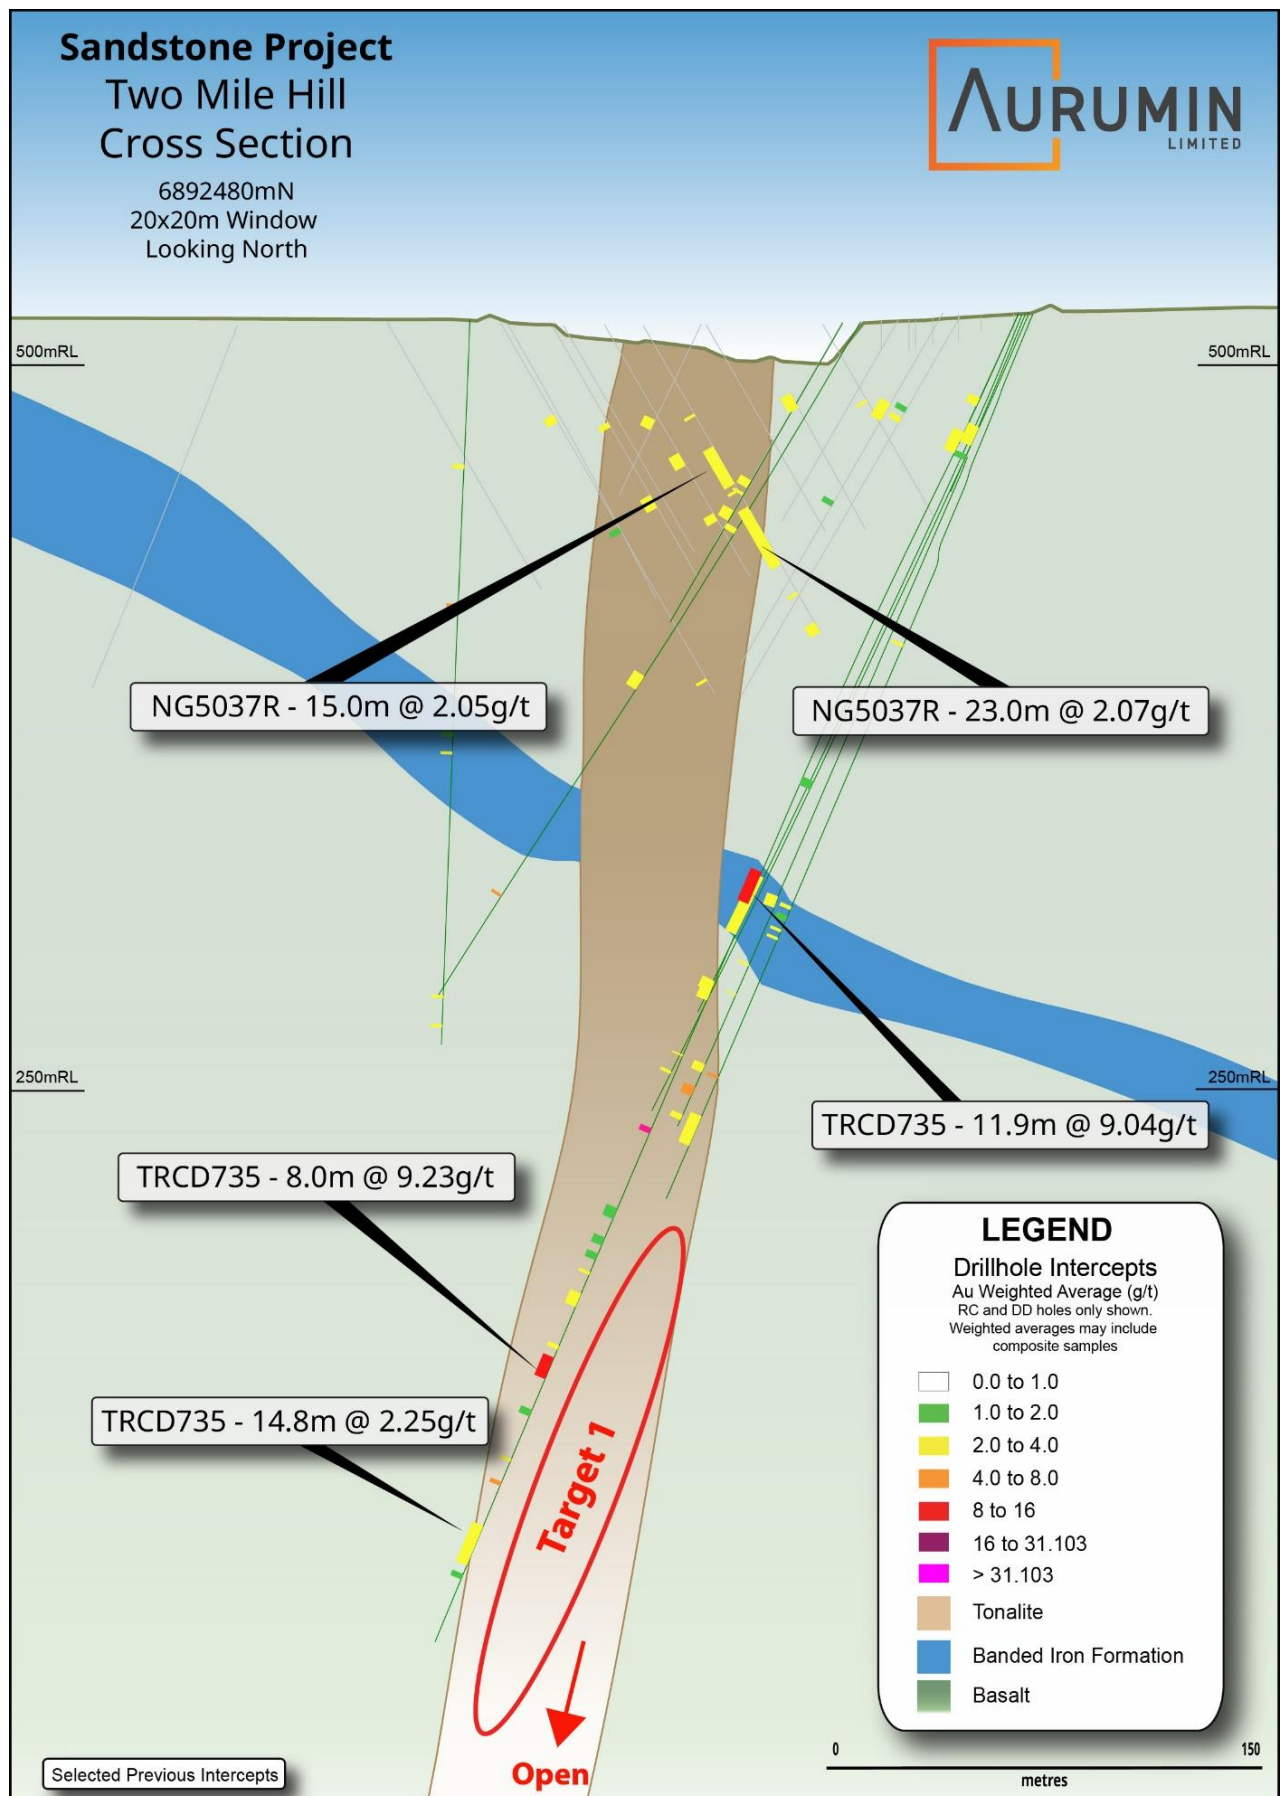 Sandstone Project
Two Mile Hill
Cross Section
6892480mN
20x20m Window
Looking North
AURUMIN
LIMITED
500mRL
500mRL
NG5037R - 15.0m @ 2.05g/t
NG5037R - 23.0m @ 2.07g/t
250mRL
250mRL
TRCD735 - 11.9m @ 9.04g/t
TRCD735 - 8.0m @ 9.23g/t
TRCD735 - 14.8m @ 2.25g/t
Target 1
Open
LEGEND
Drillhole Intercepts
Au Weighted Average (g/t)
RC and DD holes only shown.
Weighted averages may include
composite samples
0.0 to 1.0
1.0 to 2.0
2.0 to 4.0
4.0 to 8.0
8 to 16
16 to 31.103
> 31.103
Tonalite
Banded Iron Formation
Basalt
0 150
metres
Selected Previous Intercepts